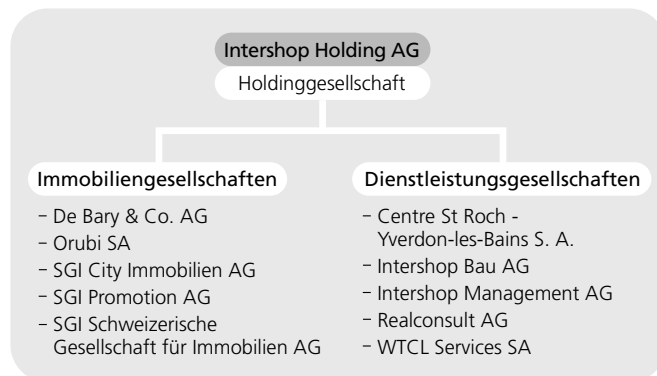 Intershop Holding AG
Holdinggesellschaft
Immobiliengesellschaften
– De Bary & Co. AG
– Orubi SA
– SGI City Immobilien AG
– SGI Promotion AG
– SGI Schweizerische
Gesellschaft für Immobilien AG
Dienstleistungsgesellschaften
– Centre St Roch -
Yverdon-les-Bains S. A.
– Intershop Bau AG
– Intershop Management AG
– Realconsult AG
– WTCL Services SA